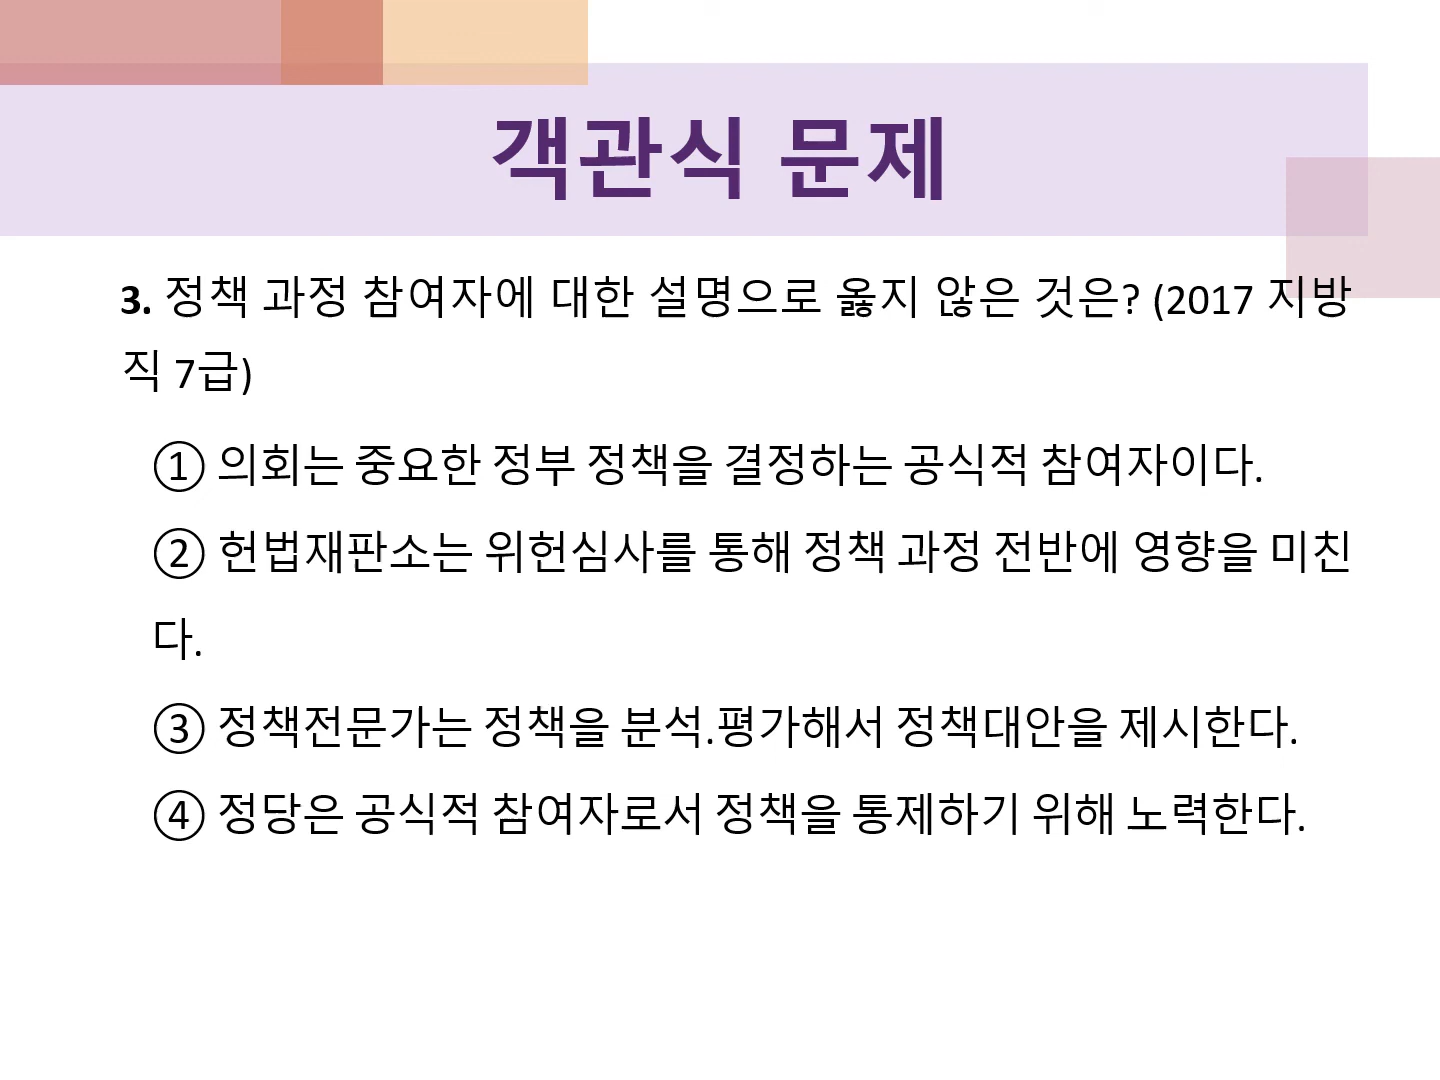 객관식 문제
3. 정책 과정 참여자에 대한 설명으로 옳지 않은 것은? (2017 지방
직 7급)
① 의회는 중요한 정부 정책을 결정하는 공식적 참여자이다.
② 헌법재판소는 위헌심사를 통해 정책 과정 전반에 영향을 미친
다.
③ 정책전문가는 정책을 분석.평가해서 정책대안을 제시한다.
④ 정당은 공식적 참여자로서 정책을 통제하기 위해 노력한다.